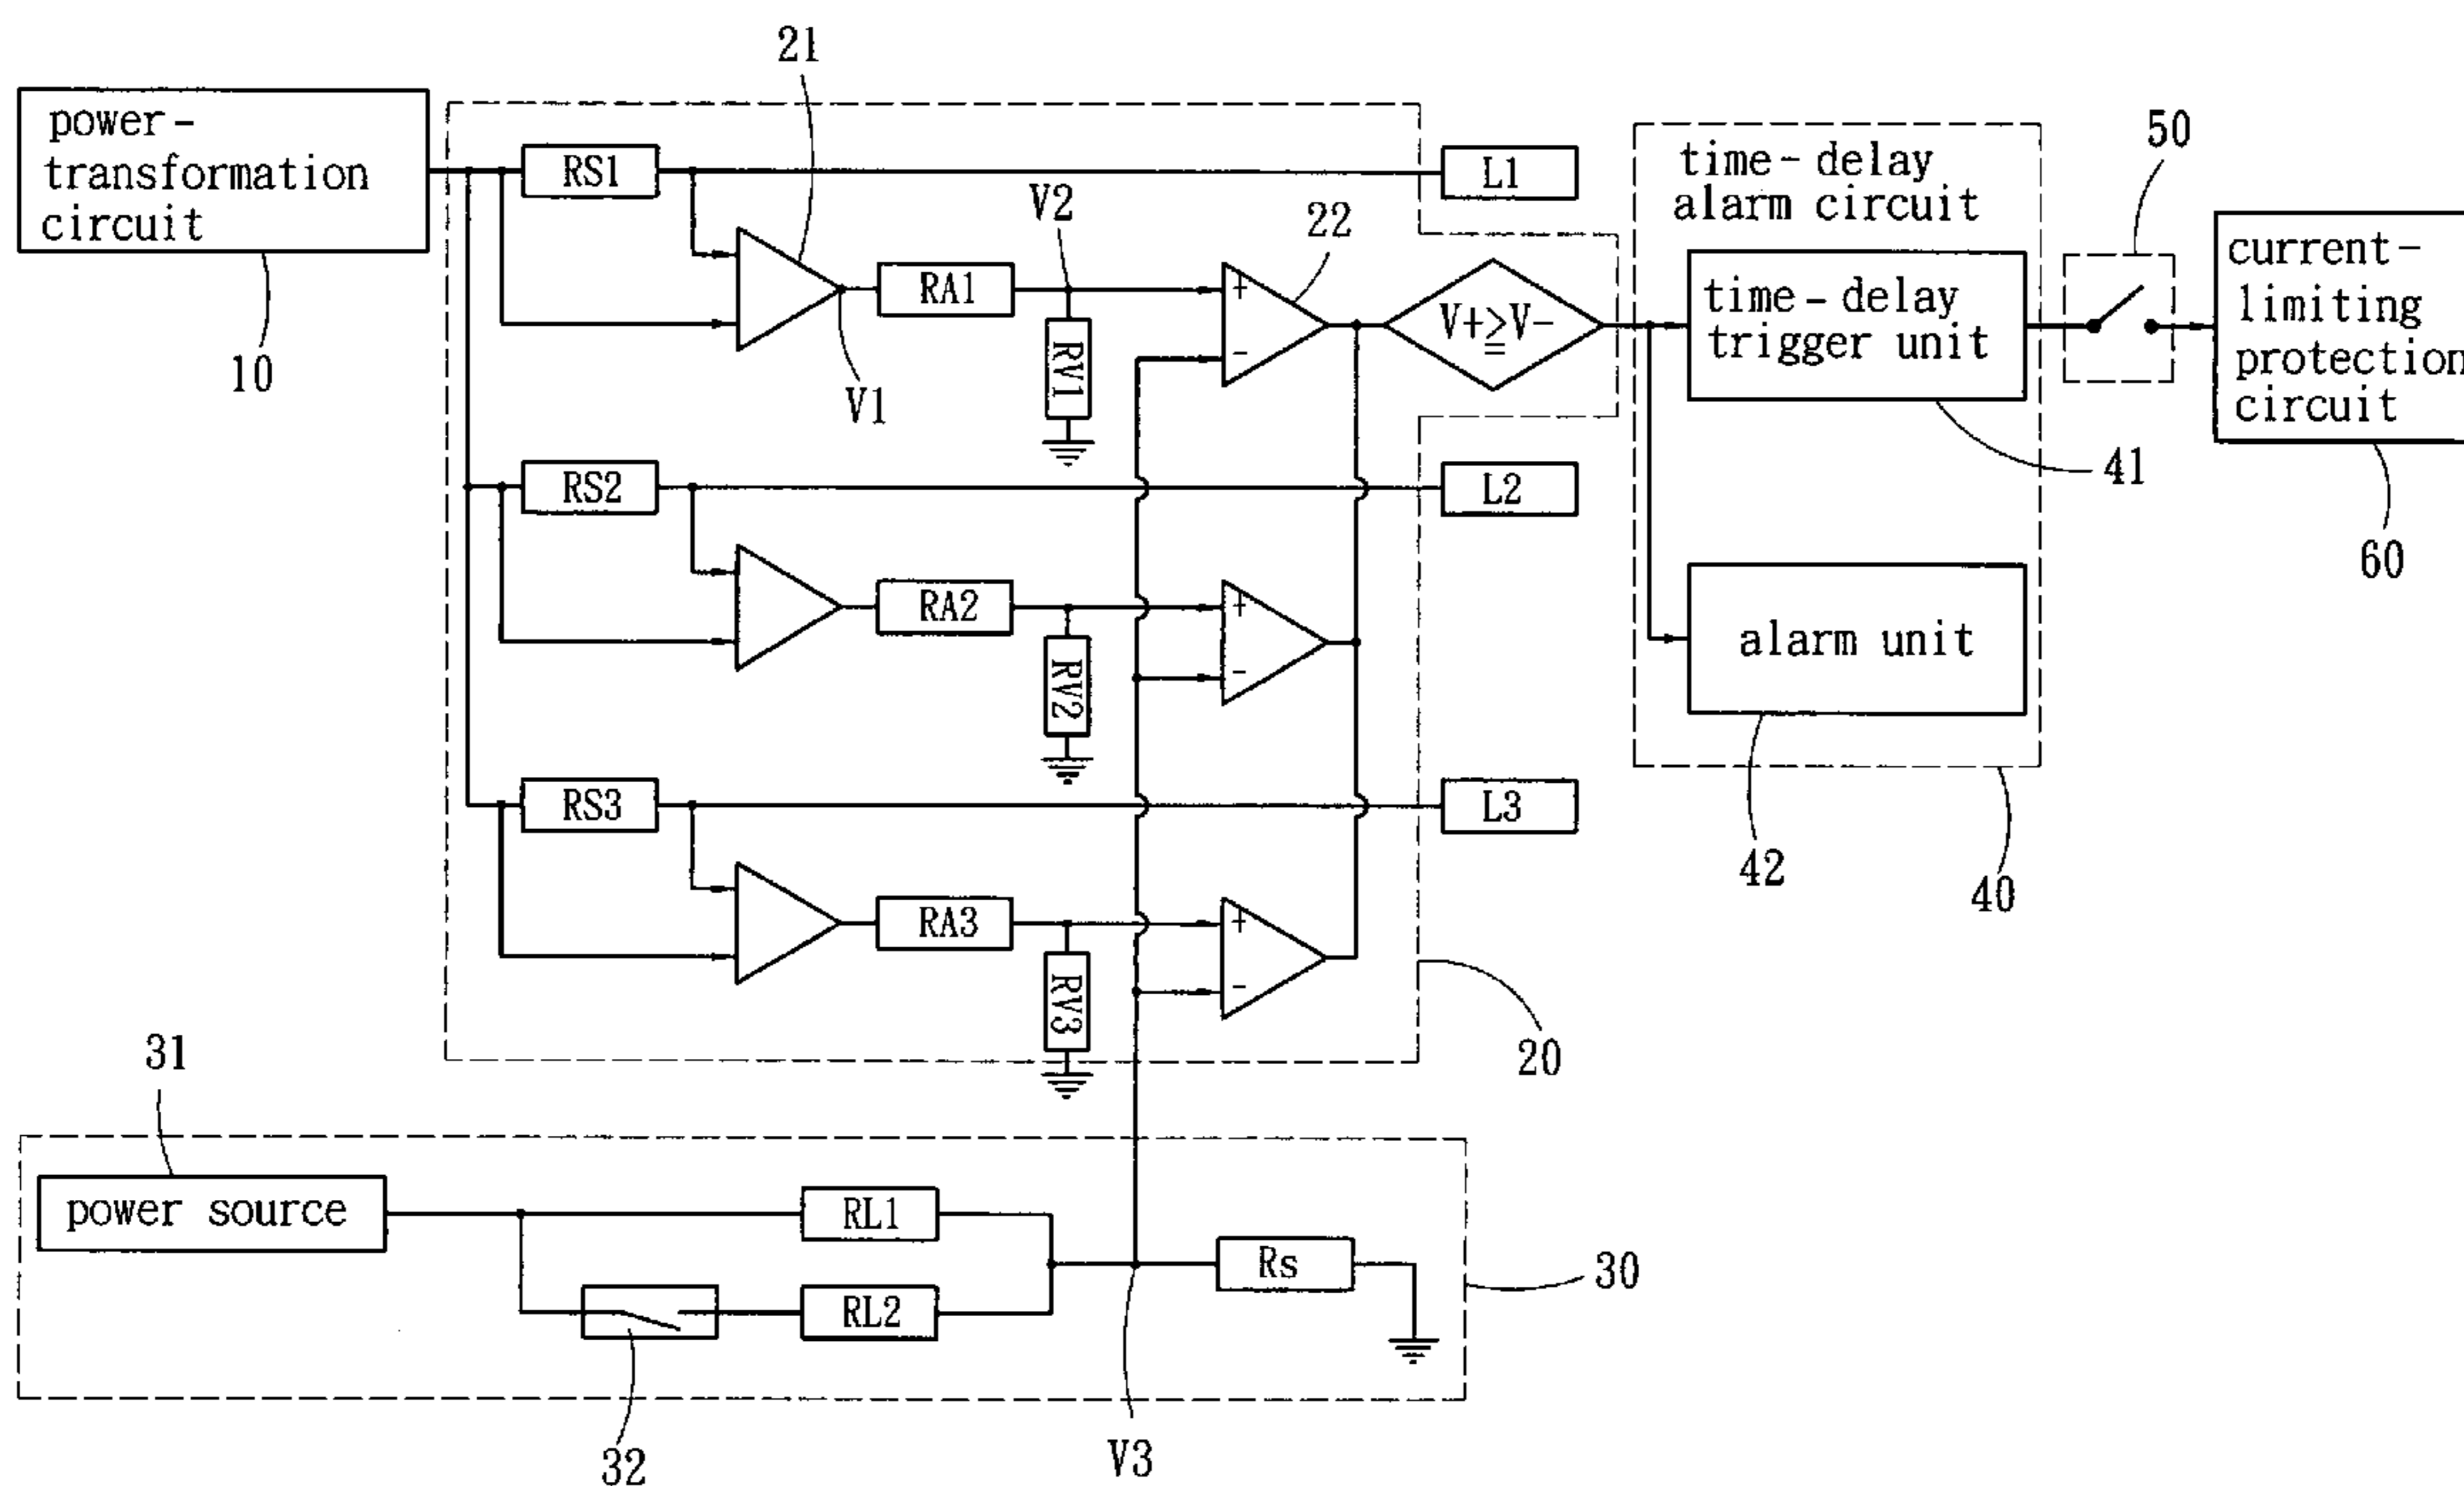 21
power-
transformation
circuit
10
RS1
L1
V2
22
V1
RA1
RV1
+
-
V+≧V-
time-delay
alarm circuit
time-delay
trigger unit
41
50
current-
limiting
protection
circuit
60
RS2
L2
RA2
RV2
+
-
alarm unit
42
40
RS3
L3
RA3
RV3
+
-
20
31
power source
RL1
RL2
Rs
30
32
V3